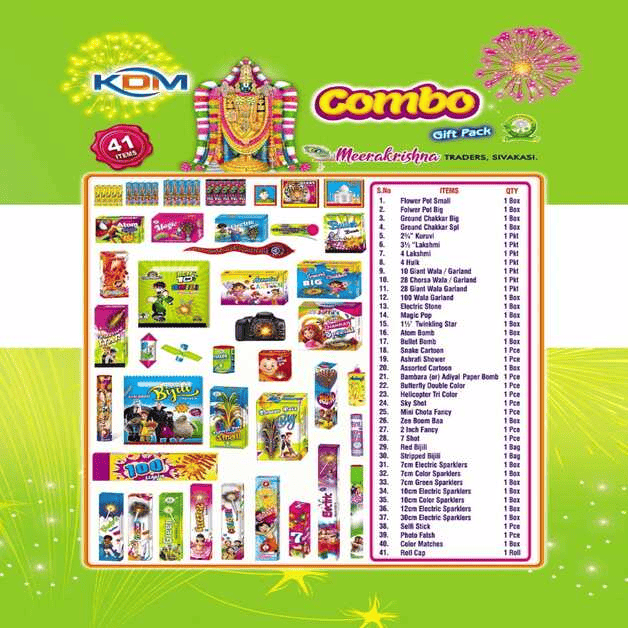 KDM
Combo
Gift Pack
41
ITEMS
Meerakrishna TRADERS, SIVAKASI.
S.No ITEMS QTY
1. Flower Pot Small 1 Box
2. Folwer Pot Big 1 Box
3. Ground Chakkar Big 1 Box
4. Ground Chakkar Spl 1 Box
5. 2¾" Kuruvi 1 Pkt
6. 3½ "Lakshmi 1 Pkt
7. 4 Lakshmi 1 Pkt
8. 4 Hulk 1 Pkt
9. 10 Giant Wala / Garland 1 Pkt
10. 28 Chorsa Wala / Garland 1 Pkt
11. 28 Giant Wala Garland 1 Pkt
12. 100 Wala Garland 1 Box
13. Electric Stone 1 Box
14. Magic Pop 1 Box
15. 1½' Twinkling Star 1 Box
16. Atom Bomb 1 Box
17. Bullet Bomb 1 Box
18. Snake Cartoon 1 Pce
19. Ashrafi Shower 1 Pce
20. Assorted Cartoon 1 Box
21. Bambara (or) Adiyal Paper Bomb 1 Pce
22. Butterfly Double Color 1 Pce
23. Helicoptor Tri Color 1 Pce
24. Sky Shot 1 Pce
25. Mini Chota Fancy 1 Pce
26. Zee Boom Baa 1 Box
27. 2 Inch Fancy 1 Pce
28. 7 Shot 1 Pce
29. Red Bijili 1 Bag
30. Stripped Bijili 1 Bag
31. 7cm Electric Sparklers 1 Box
32. 7cm Color Sparklers 1 Box
33. 7cm Green Sparklers 1 Box
34. 10cm Electric Sparklers 1 Box
35. 10cm Color Sparklers 1 Box
36. 12cm Electric Sparklers 1 Box
37. 30cm Electric Sparklers 1 Box
38. Selfi Stick 1 Pce
39. Photo Falsh 1 Pce
40. Color Matches 1 Box
41. Roll Cap 1 Roll
Atom
Magic
BIG
Bijili
100
7
Electric